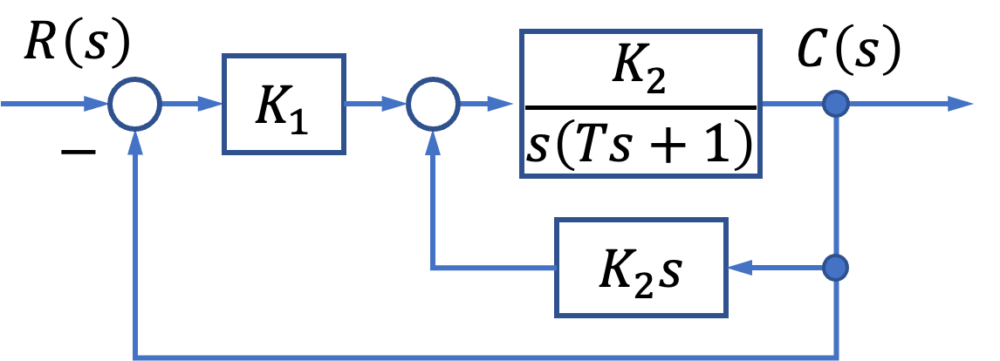 R(s)
−
K₁
K₂
s(Ts + 1)
C(s)
K₂s